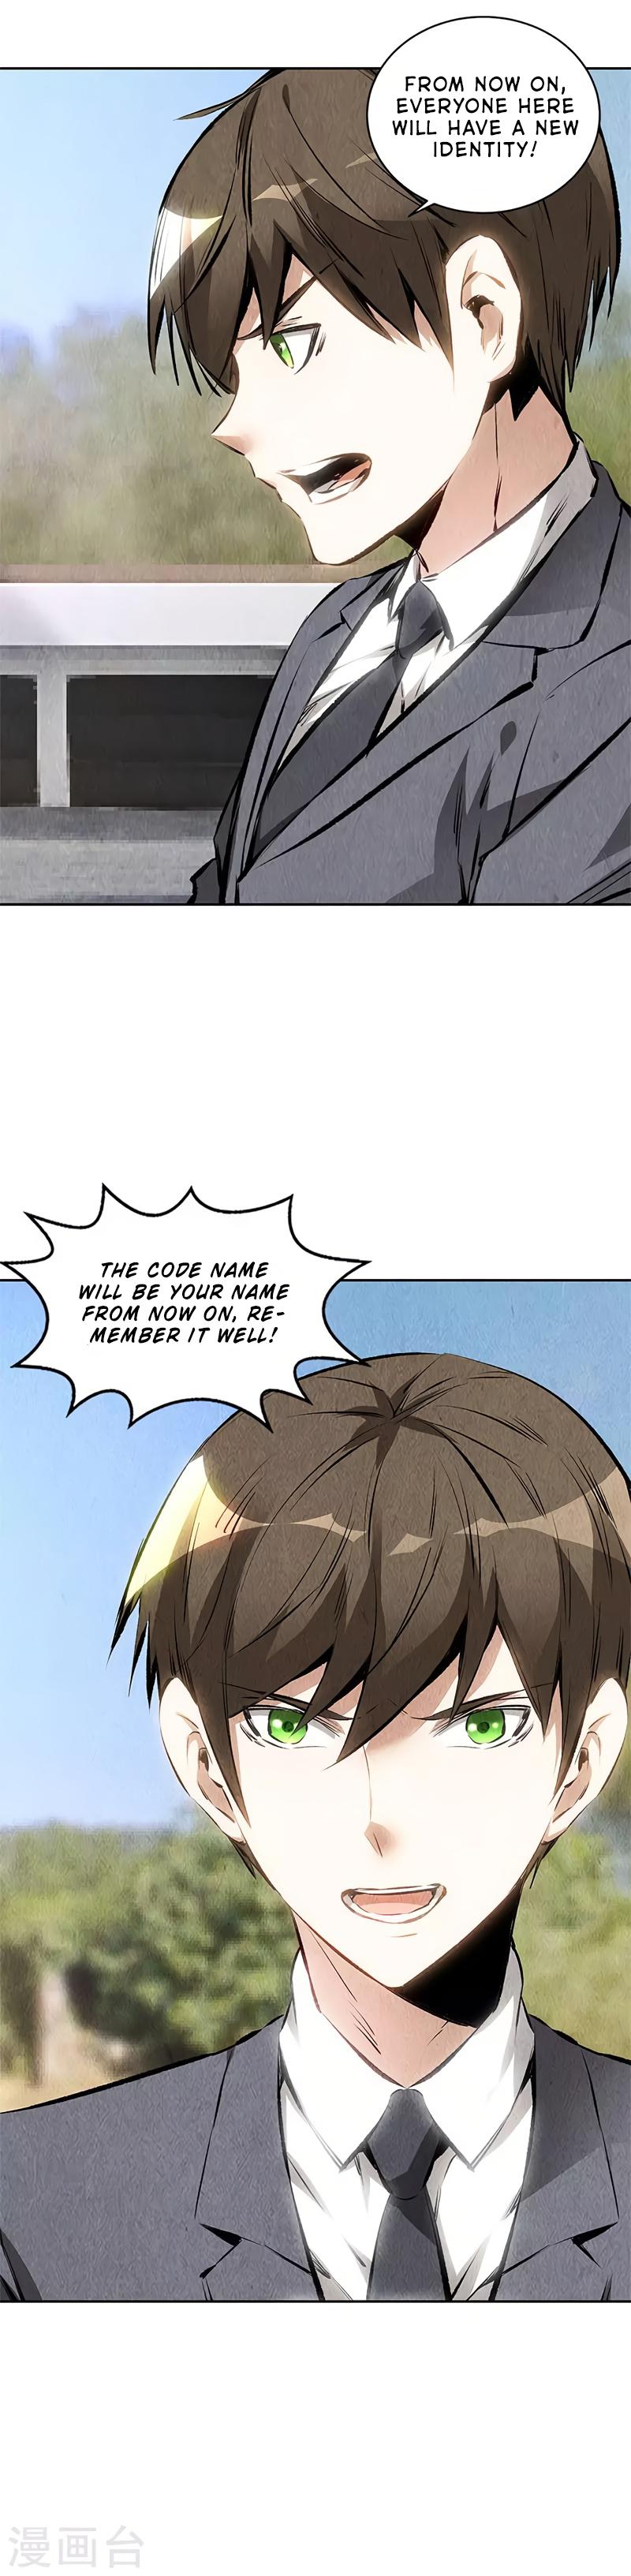 FROM NOW ON,
EVERYONE HERE
WILL HAVE A NEW
IDENTITY!
THE CODE NAME
WILL BE YOUR NAME
FROM NOW ON, RE-
MEMBER IT WELL!
漫画台